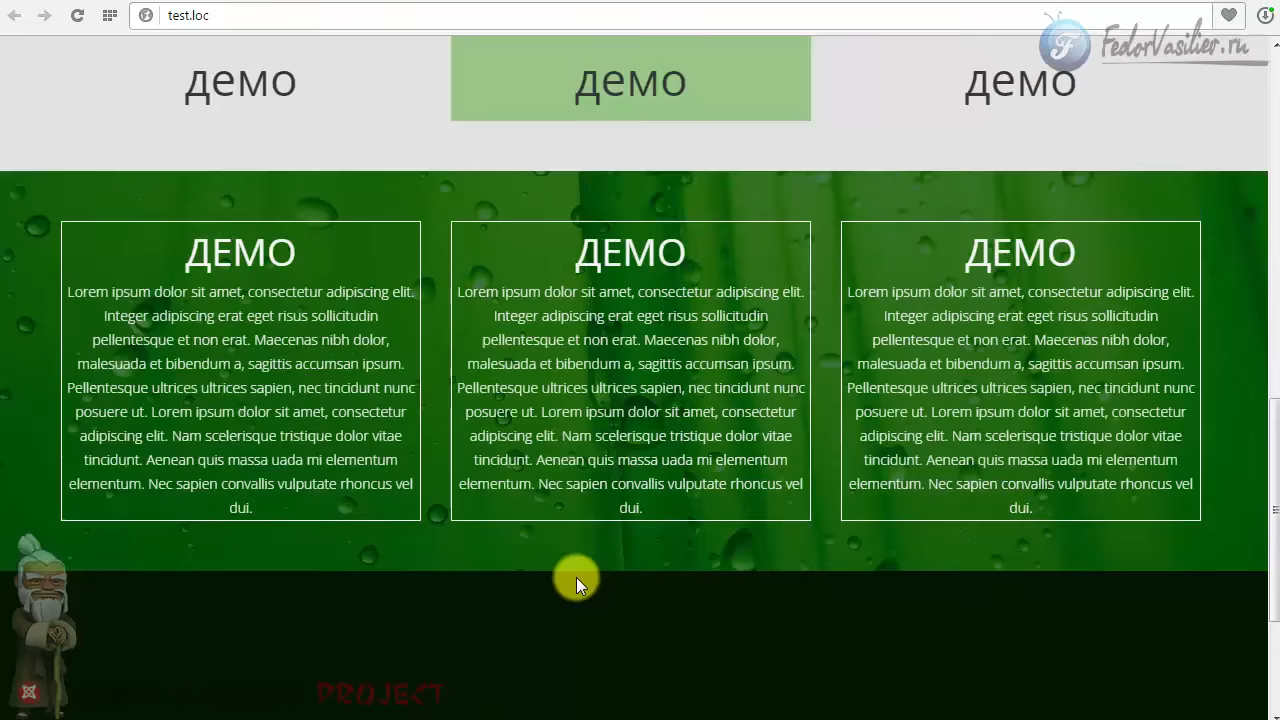 test.loc
FedorVasilier.ru
демо
демо
демо
ДЕМО
Lorem ipsum dolor sit amet, consectetur adipiscing elit.
Integer adipiscing erat eget risus sollicitudin
pellentesque et non erat. Maecenas nibh dolor,
malesuada et bibendum a, sagittis accumsan ipsum.
Pellentesque ultrices ultrices sapien, nec tincidunt nunc
posuere ut. Lorem ipsum dolor sit amet, consectetur
adipiscing elit. Nam scelerisque tristique dolor vitae
tincidunt. Aenean quis massa uada mi elementum
elementum. Nec sapien convallis vulputate rhoncus vel
dui.
ДЕМО
Lorem ipsum dolor sit amet, consectetur adipiscing elit.
Integer adipiscing erat eget risus sollicitudin
pellentesque et non erat. Maecenas nibh dolor,
malesuada et bibendum a, sagittis accumsan ipsum.
Pellentesque ultrices ultrices sapien, nec tincidunt nunc
posuere ut. Lorem ipsum dolor sit amet, consectetur
adipiscing elit. Nam scelerisque tristique dolor vitae
tincidunt. Aenean quis massa uada mi elementum
elementum. Nec sapien convallis vulputate rhoncus vel
dui.
ДЕМО
Lorem ipsum dolor sit amet, consectetur adipiscing elit.
Integer adipiscing erat eget risus sollicitudin
pellentesque et non erat. Maecenas nibh dolor,
malesuada et bibendum a, sagittis accumsan ipsum.
Pellentesque ultrices ultrices sapien, nec tincidunt nunc
posuere ut. Lorem ipsum dolor sit amet, consectetur
adipiscing elit. Nam scelerisque tristique dolor vitae
tincidunt. Aenean quis massa uada mi elementum
elementum. Nec sapien convallis vulputate rhoncus vel
dui.
PROJECT